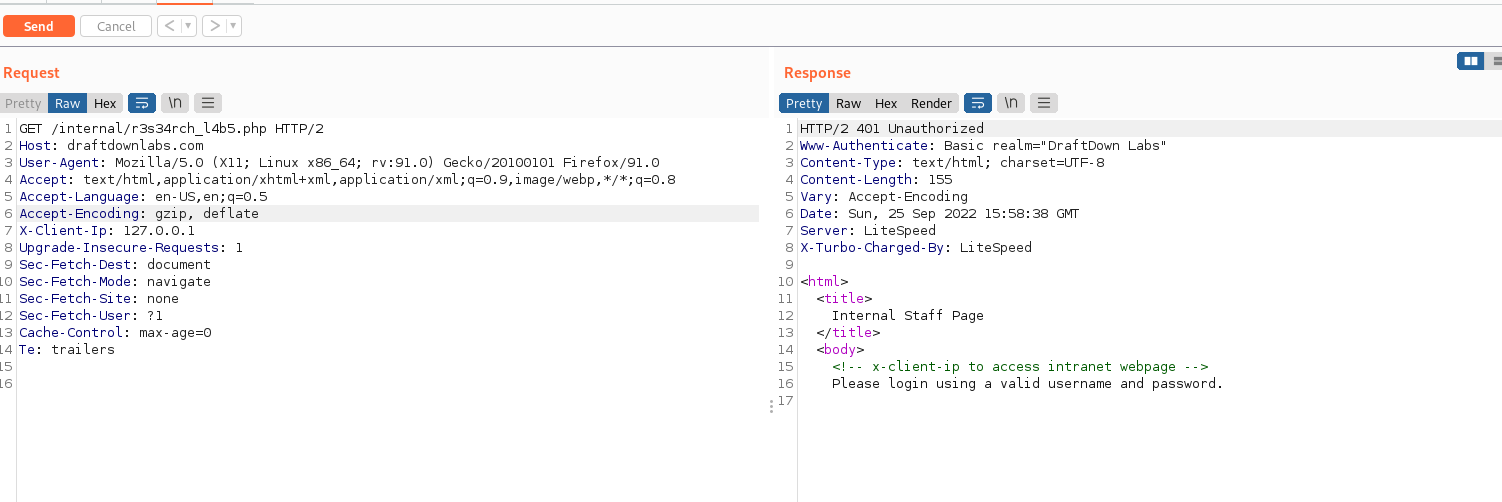 Send Cancel < ▾ > ▾
Request
Pretty Raw Hex \n
1 GET /internal/r3s34rch_l4b5.php HTTP/2
2 Host: draftdownlabs.com
3 User-Agent: Mozilla/5.0 (X11; Linux x86_64; rv:91.0) Gecko/20100101 Firefox/91.0
4 Accept: text/html,application/xhtml+xml,application/xml;q=0.9,image/webp,*/*;q=0.8
5 Accept-Language: en-US,en;q=0.5
6 Accept-Encoding: gzip, deflate
7 X-Client-Ip: 127.0.0.1
8 Upgrade-Insecure-Requests: 1
9 Sec-Fetch-Dest: document
10 Sec-Fetch-Mode: navigate
11 Sec-Fetch-Site: none
12 Sec-Fetch-User: ?1
13 Cache-Control: max-age=0
14 Te: trailers
15
16
Response
Pretty Raw Hex Render \n
1 HTTP/2 401 Unauthorized
2 Www-Authenticate: Basic realm="DraftDown Labs"
3 Content-Type: text/html; charset=UTF-8
4 Content-Length: 155
5 Vary: Accept-Encoding
6 Date: Sun, 25 Sep 2022 15:58:38 GMT
7 Server: LiteSpeed
8 X-Turbo-Charged-By: LiteSpeed
9
10 <html>
11 <title>
12 Internal Staff Page
13 </title>
14 <body>
15 <!-- x-client-ip to access intranet webpage -->
16 Please login using a valid username and password.
17